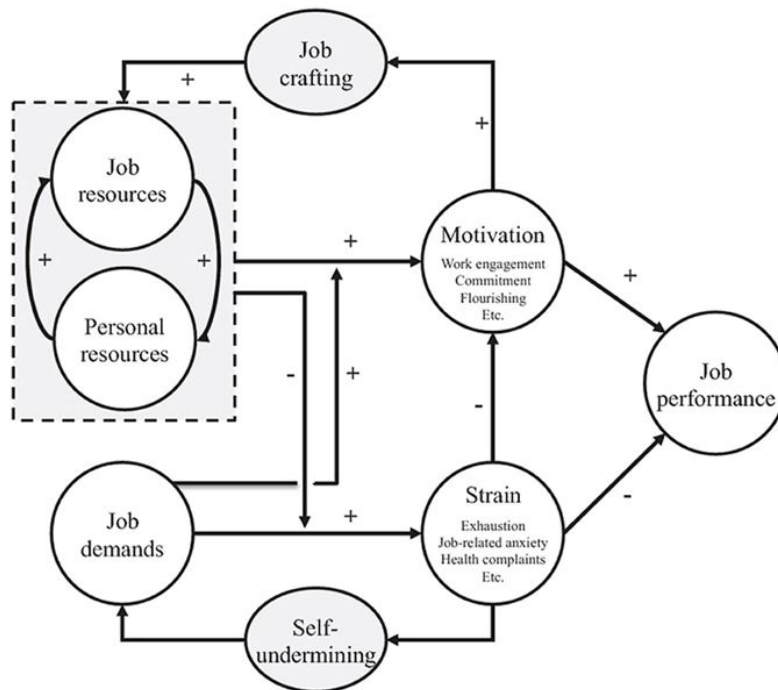 Job
crafting
+
+
Job
resources
+
+
Personal
resources
+
Motivation
Work engagement
Commitment
Flourishing
Etc.
+
-
+
-
Job
performance
Job
demands
+
Strain
Exhaustion
Job-related anxiety
Health complaints
Etc.
-
Self-
undermining